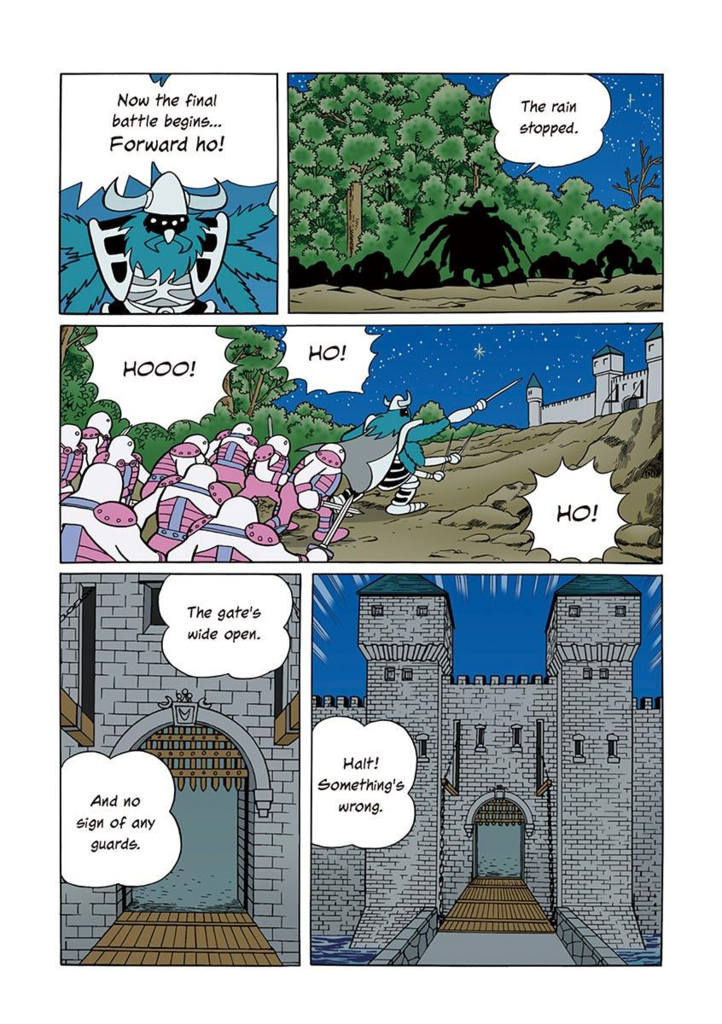 The rain
stopped.
Now the final
battle begins...
Forward ho!
HO!
HO!
HOOO!
Halt!
Something's
wrong.
The gate's
wide open.
And no
sign of any
guards.